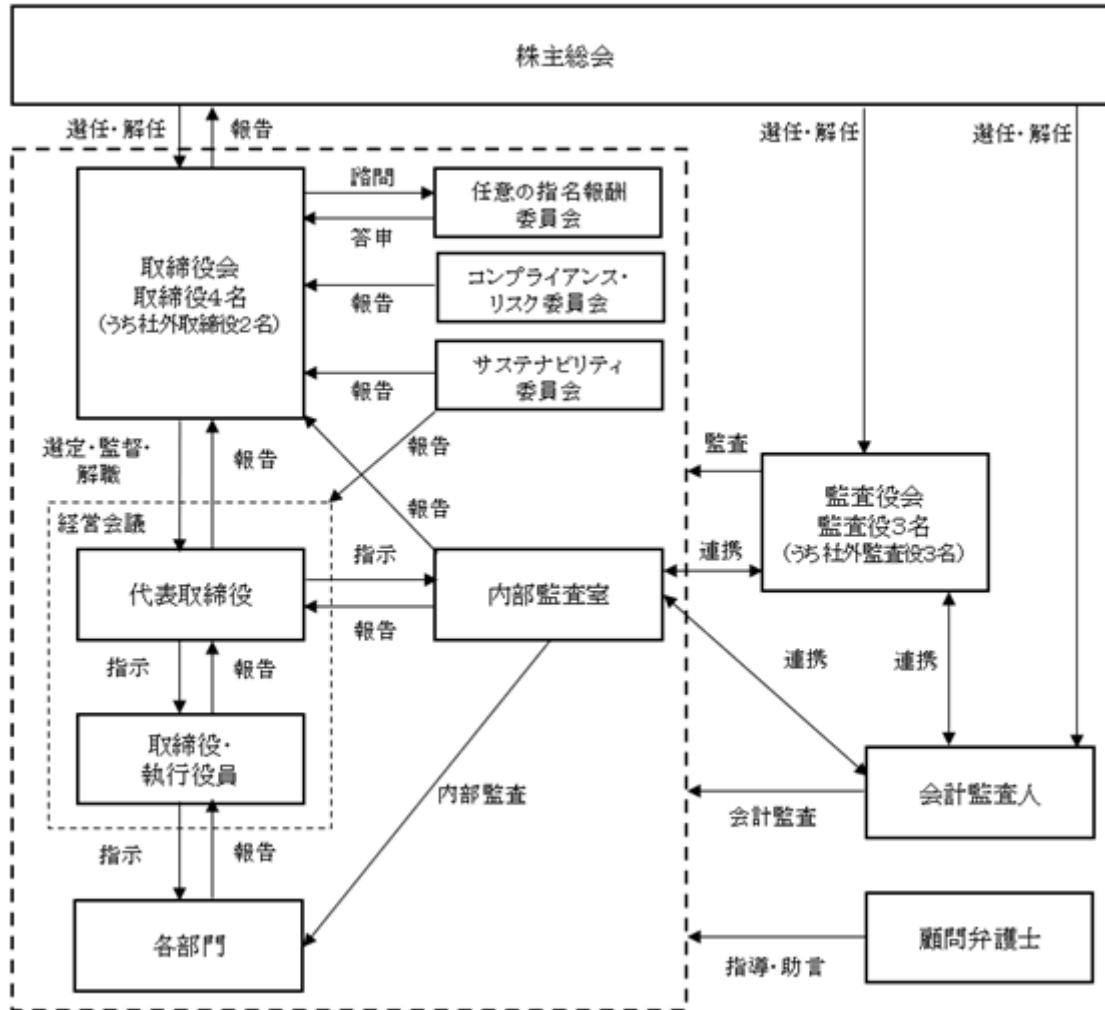 株主総会
選任・解任
報告
選任・解任
選任・解任
諮問
任意の指名報酬
委員会
答申
取締役会
取締役4名
(うち社外取締役2名)
コンプライアンス・
リスク委員会
報告
サステナビリティ
委員会
報告
選定・監督・
解職
報告
報告
報告
監査
監査役会
監査役3名
(うち社外監査役3名)
経営会議
代表取締役
指示
報告
内部監査室
連携
指示
報告
連携
連携
取締役・
執行役員
内部監査
会計監査人
会計監査
指示
報告
各部門
顧問弁護士
指導・助言